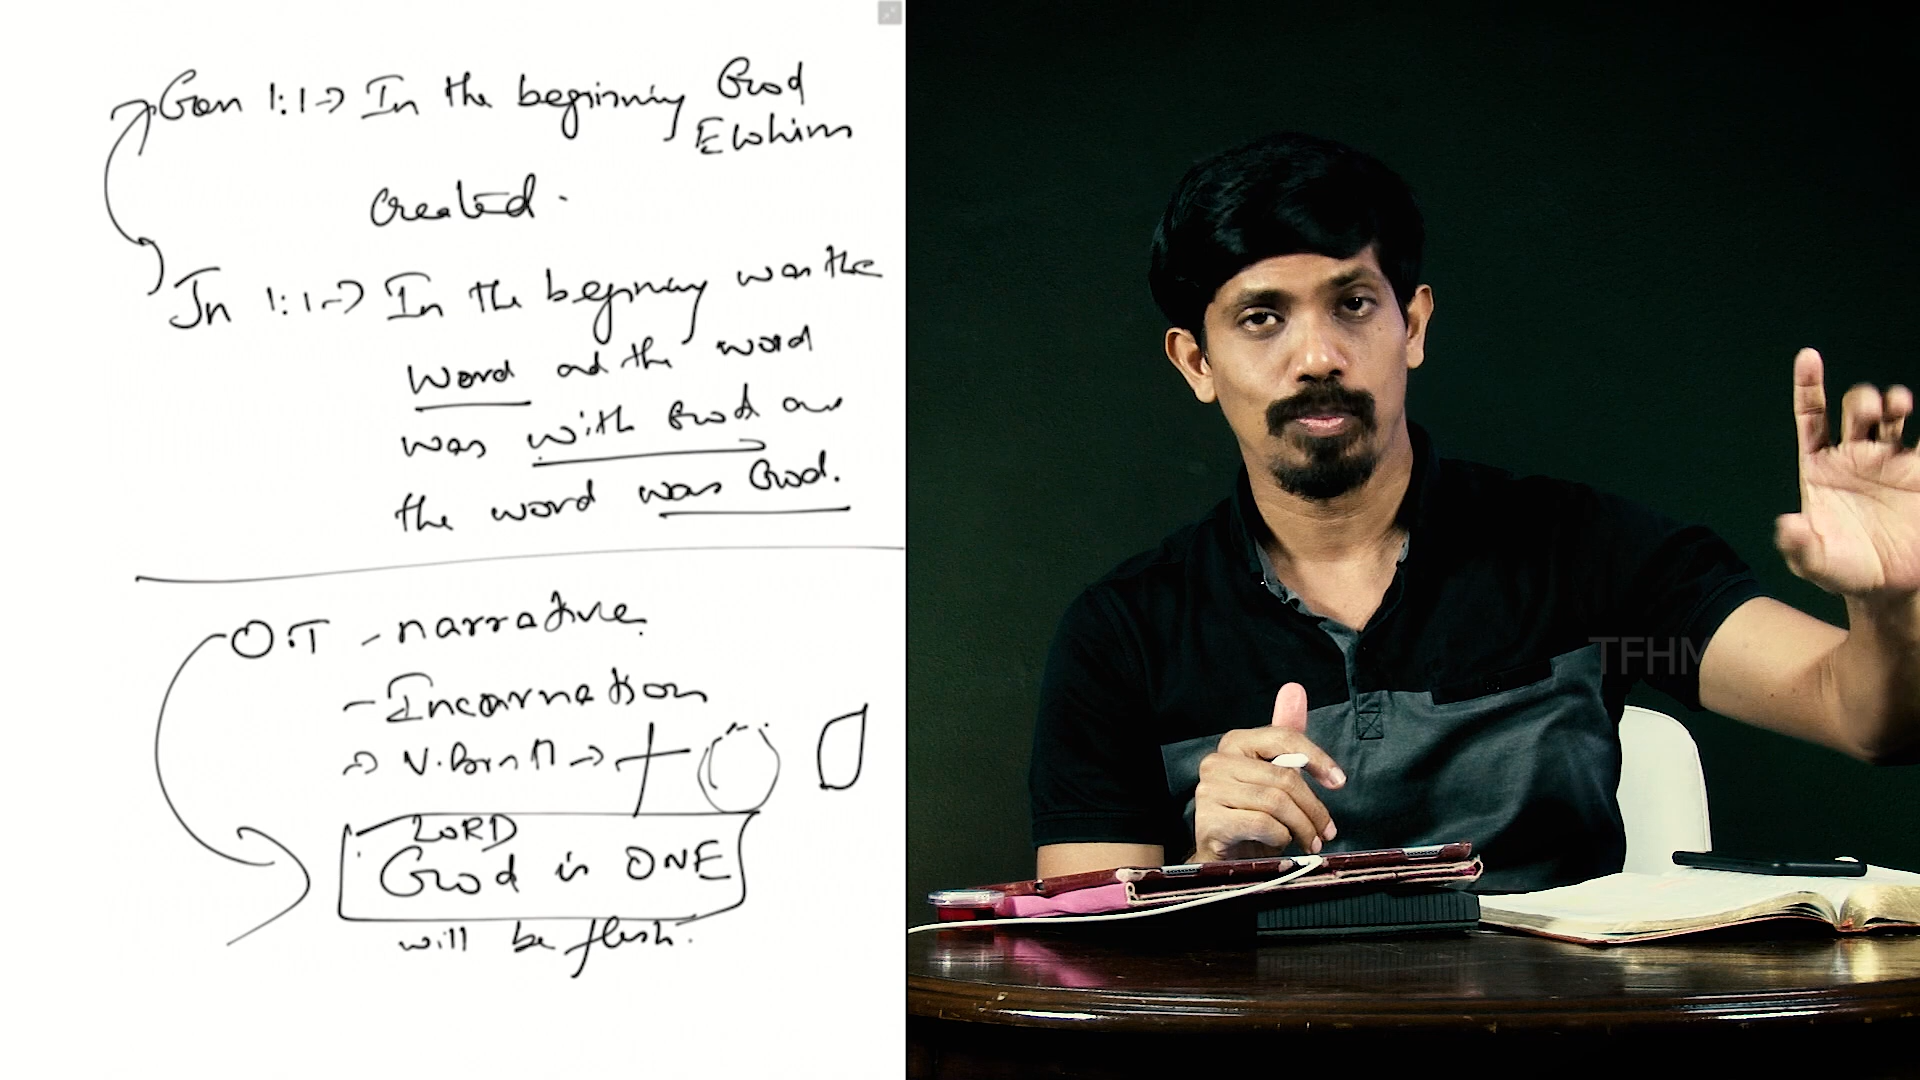 Gen 1:1 → In the beginning God
Elohim
created.
Jn 1:1 → In the beginning was the
Word and the word
was with God and
the word was God.
O.T - narrative.
- Incarnation
→ V. Born →
LORD
God is ONE
will be flesh.
TFHM